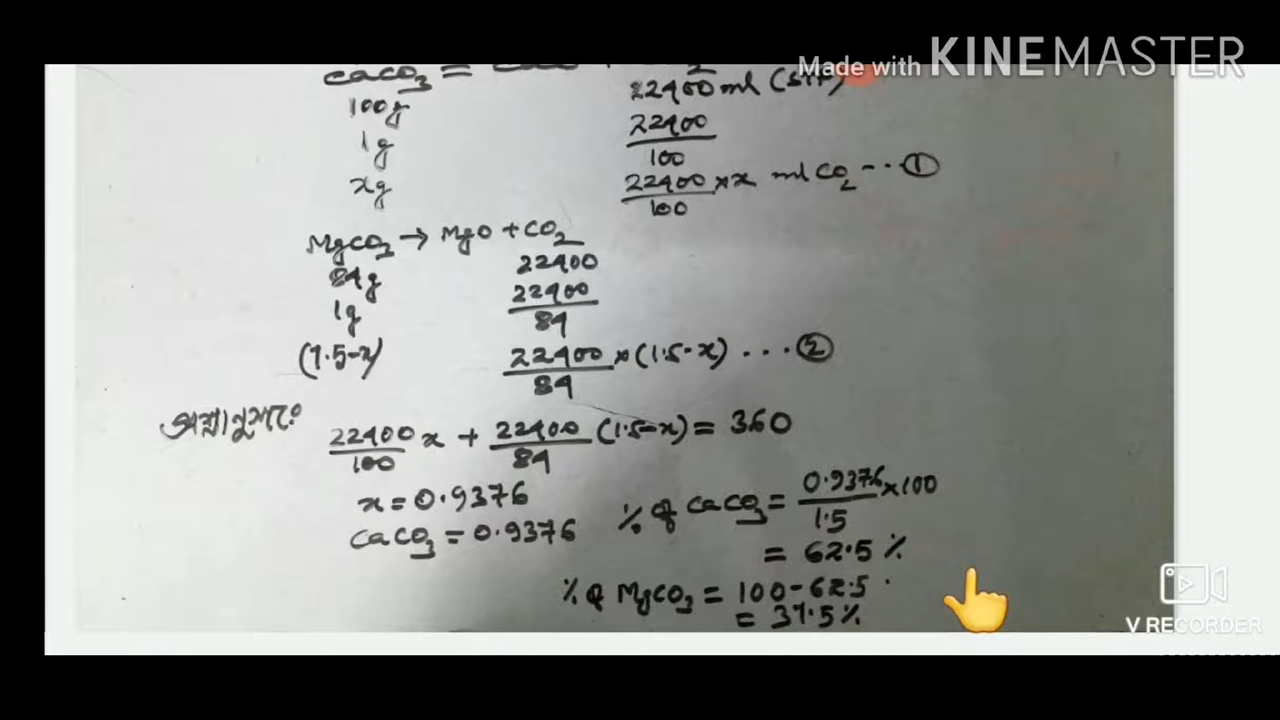 Made with KINEMASTER
CaCO3 =
100g 22400 ml (STP)
1g 22400/100
xg 22400/100 × x ml CO2 --- ①
MgCO3 → MgO + CO2
84g 22400
1g 22400/84
(1.5-x) 22400/84 × (1.5-x) ... ②
22400/100 x + 22400/84 (1.5-x) = 360
x = 0.9376
CaCO3 = 0.9376
% of CaCO3 = 0.9376/1.5 × 100
= 62.5 %
% of MgCO3 = 100-62.5
= 37.5 %
V RECORDER